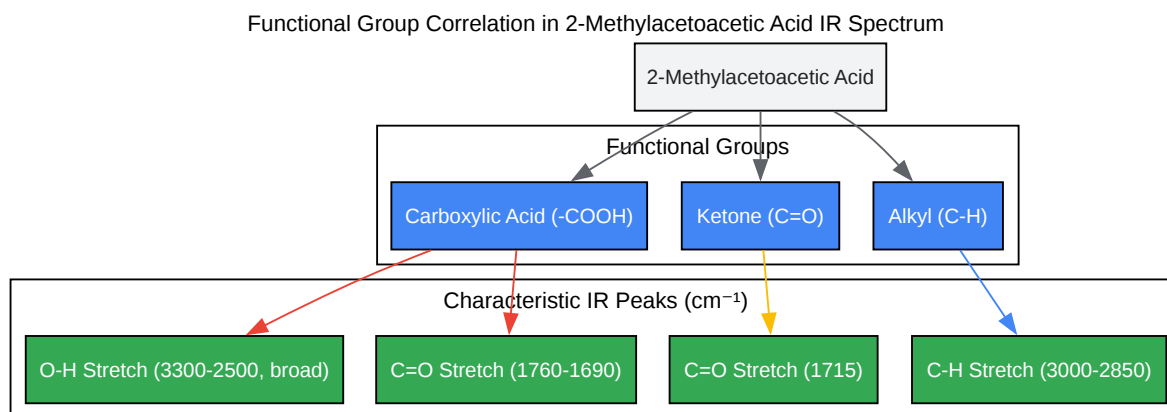 Functional Group Correlation in 2-Methylacetoacetic Acid IR Spectrum
2-Methylacetoacetic Acid
Functional Groups
Carboxylic Acid (-COOH)
Ketone (C=O)
Alkyl (C-H)
Characteristic IR Peaks (cm⁻¹)
O-H Stretch (3300-2500, broad)
C=O Stretch (1760-1690)
C=O Stretch (1715)
C-H Stretch (3000-2850)